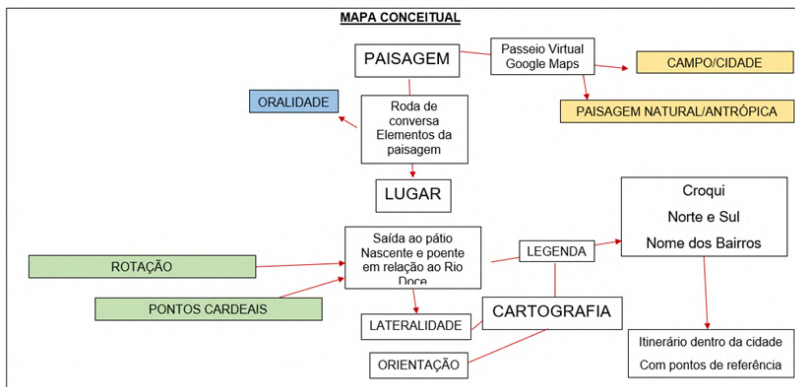 MAPA CONCEITUAL
PAISAGEM
Passeio Virtual
Google Maps
CAMPO/CIDADE
ORALIDADE
Roda de
conversa
Elementos da
paisagem
PAISAGEM NATURAL/ANTRÓPICA
LUGAR
Croqui
Norte e Sul
Nome dos Bairros
Saída ao pátio
Nascente e poente
em relação ao Rio
Doce
LEGENDA
ROTAÇÃO
PONTOS CARDEAIS
CARTOGRAFIA
LATERALIDADE
ORIENTAÇÃO
Itinerário dentro da cidade
Com pontos de referência